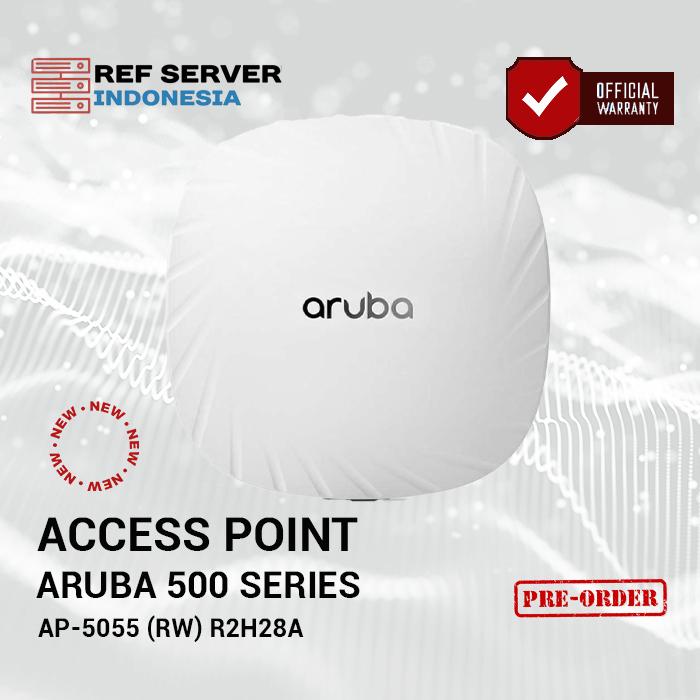 REF SERVER
INDONESIA
OFFICIAL
WARRANTY
aruba
NEW • NEW • NEW • NEW • NEW • NEW •
ACCESS POINT
ARUBA 500 SERIES
AP-5055 (RW) R2H28A
PRE-ORDER